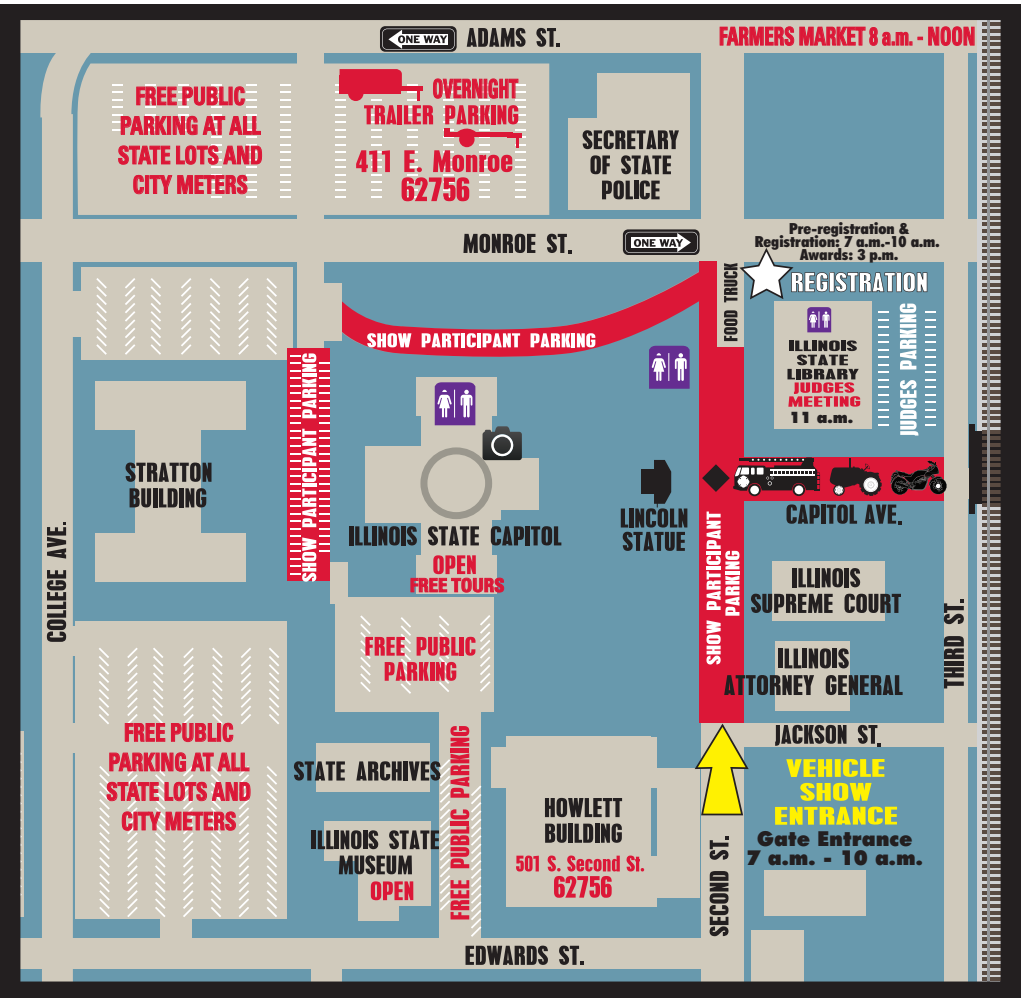 ONE WAY
ADAMS ST.
FARMERS MARKET 8 a.m. - NOON
FREE PUBLIC
PARKING AT ALL
STATE LOTS AND
CITY METERS
OVERNIGHT
TRAILER PARKING
411 E. Monroe
62756
SECRETARY
OF STATE
POLICE
MONROE ST.
ONE WAY
Pre-registration &
Registration: 7 a.m.-10 a.m.
Awards: 3 p.m.
REGISTRATION
FOOD TRUCK
SHOW PARTICIPANT PARKING
ILLINOIS
STATE
LIBRARY
JUDGES
MEETING
11 a.m.
JUDGES PARKING
SHOW PARTICIPANT PARKING
STRATTON
BUILDING
ILLINOIS STATE CAPITOL
OPEN
FREE TOURS
LINCOLN
STATUE
CAPITOL AVE.
SHOW PARTICIPANT
PARKING
COLLEGE AVE.
ILLINOIS
SUPREME COURT
THIRD ST.
ILLINOIS
ATTORNEY GENERAL
FREE PUBLIC
PARKING
JACKSON ST.
FREE PUBLIC
PARKING AT ALL
STATE LOTS AND
CITY METERS
STATE ARCHIVES
FREE PUBLIC PARKING
VEHICLE
SHOW
ENTRANCE
Gate Entrance
7 a.m. - 10 a.m.
HOWLETT
BUILDING
501 S. Second St.
62756
ILLINOIS STATE
MUSEUM
OPEN
SECOND ST.
EDWARDS ST.